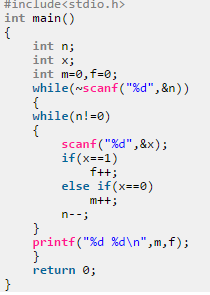 #include<stdio.h>
int main()
{
    int n;
    int x;
    int m=0,f=0;
    while(~scanf("%d",&n))
    {
    while(n!=0)
    {
        scanf("%d",&x);
        if(x==1)
            f++;
        else if(x==0)
            m++;
        n--;
    }
    printf("%d %d\n",m,f);
    }
    return 0;
}